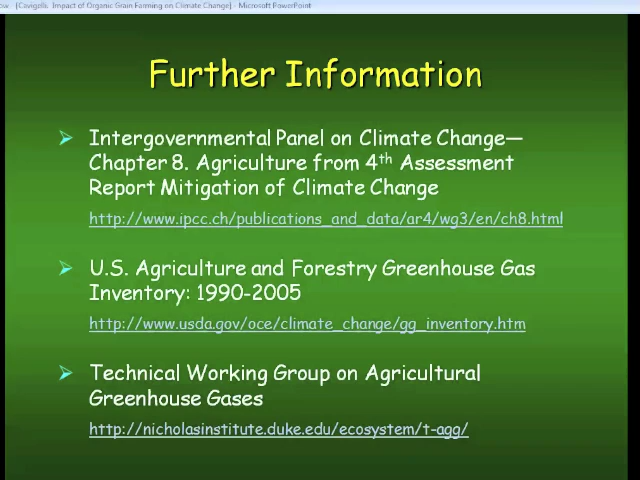 [Cavigelli, Impact of Organic Grain Farming on Climate Change] - Microsoft PowerPoint
Further Information
Intergovernmental Panel on Climate Change—
Chapter 8. Agriculture from 4th Assessment
Report Mitigation of Climate Change
http://www.ipcc.ch/publications_and_data/ar4/wg3/en/ch8.html
U.S. Agriculture and Forestry Greenhouse Gas
Inventory: 1990-2005
http://www.usda.gov/oce/climate_change/gg_inventory.htm
Technical Working Group on Agricultural
Greenhouse Gases
http://nicholasinstitute.duke.edu/ecosystem/t-agg/